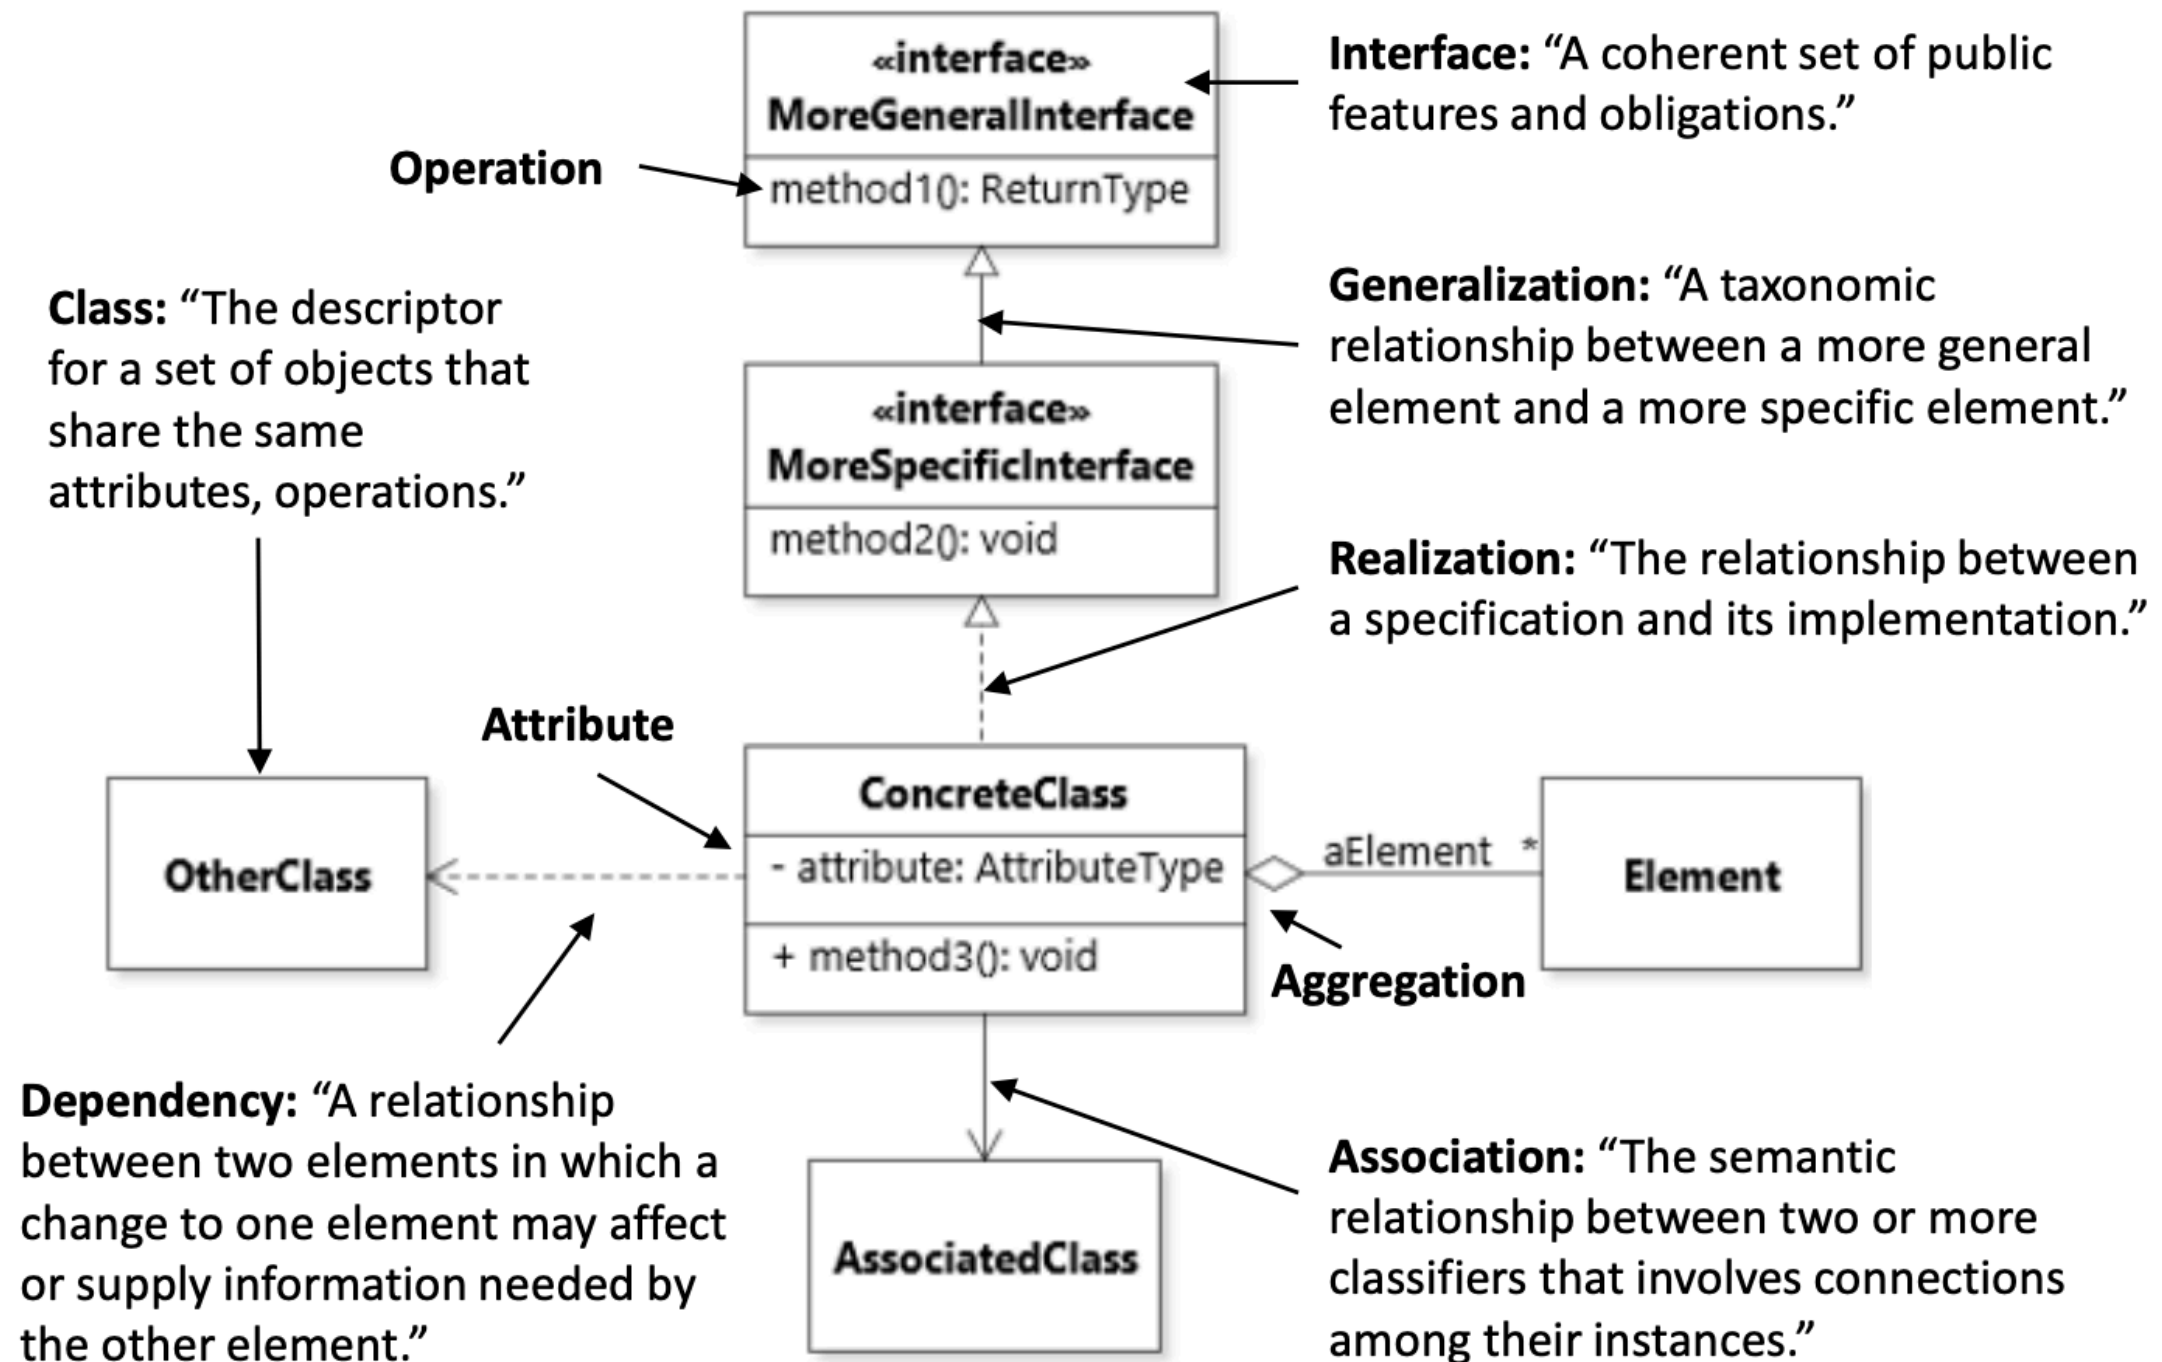 «interface»
MoreGeneralInterface
method1(): ReturnType
Interface: “A coherent set of public
features and obligations.”
Operation
Class: “The descriptor
for a set of objects that
share the same
attributes, operations.”
Generalization: “A taxonomic
relationship between a more general
element and a more specific element.”
«interface»
MoreSpecificInterface
method2(): void
Realization: “The relationship between
a specification and its implementation.”
Attribute
OtherClass
ConcreteClass
- attribute: AttributeType
+ method3(): void
aElement *
Element
Aggregation
Dependency: “A relationship
between two elements in which a
change to one element may affect
or supply information needed by
the other element.”
AssociatedClass
Association: “The semantic
relationship between two or more
classifiers that involves connections
among their instances.”